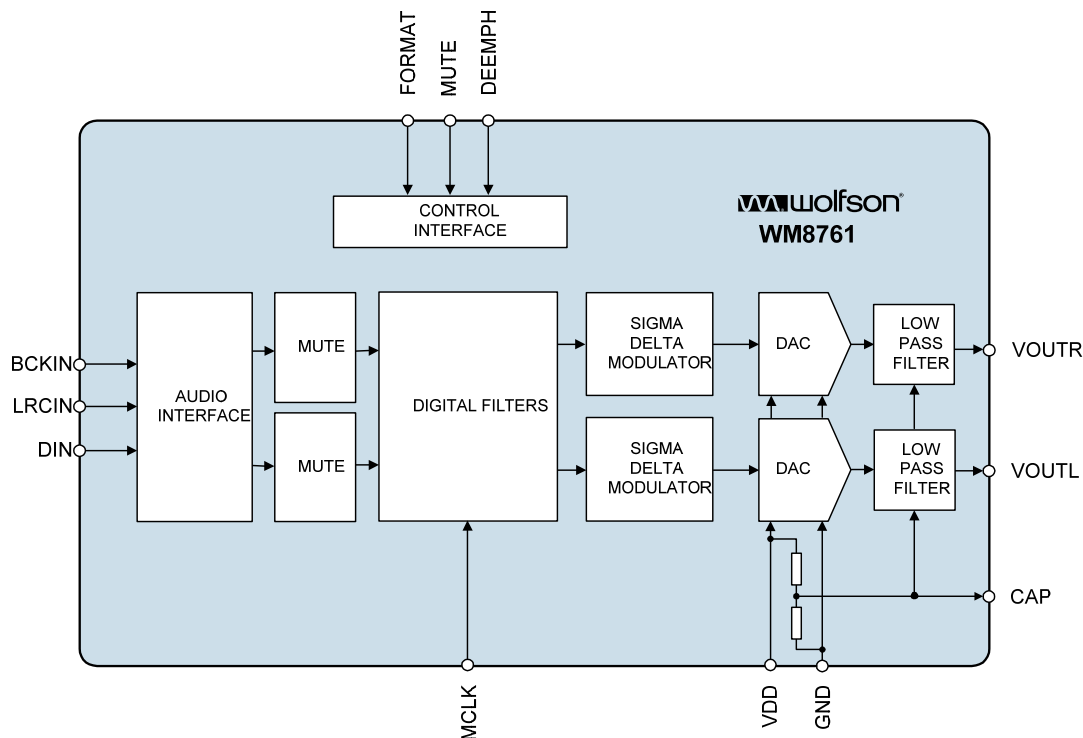 FORMAT
MUTE
DEEMPH
CONTROL
INTERFACE
wolfson®
WM8761
BCKIN
LRCIN
DIN
AUDIO
INTERFACE
MUTE
MUTE
DIGITAL FILTERS
SIGMA
DELTA
MODULATOR
SIGMA
DELTA
MODULATOR
DAC
DAC
LOW
PASS
FILTER
LOW
PASS
FILTER
VOUTR
VOUTL
CAP
MCLK
VDD
GND